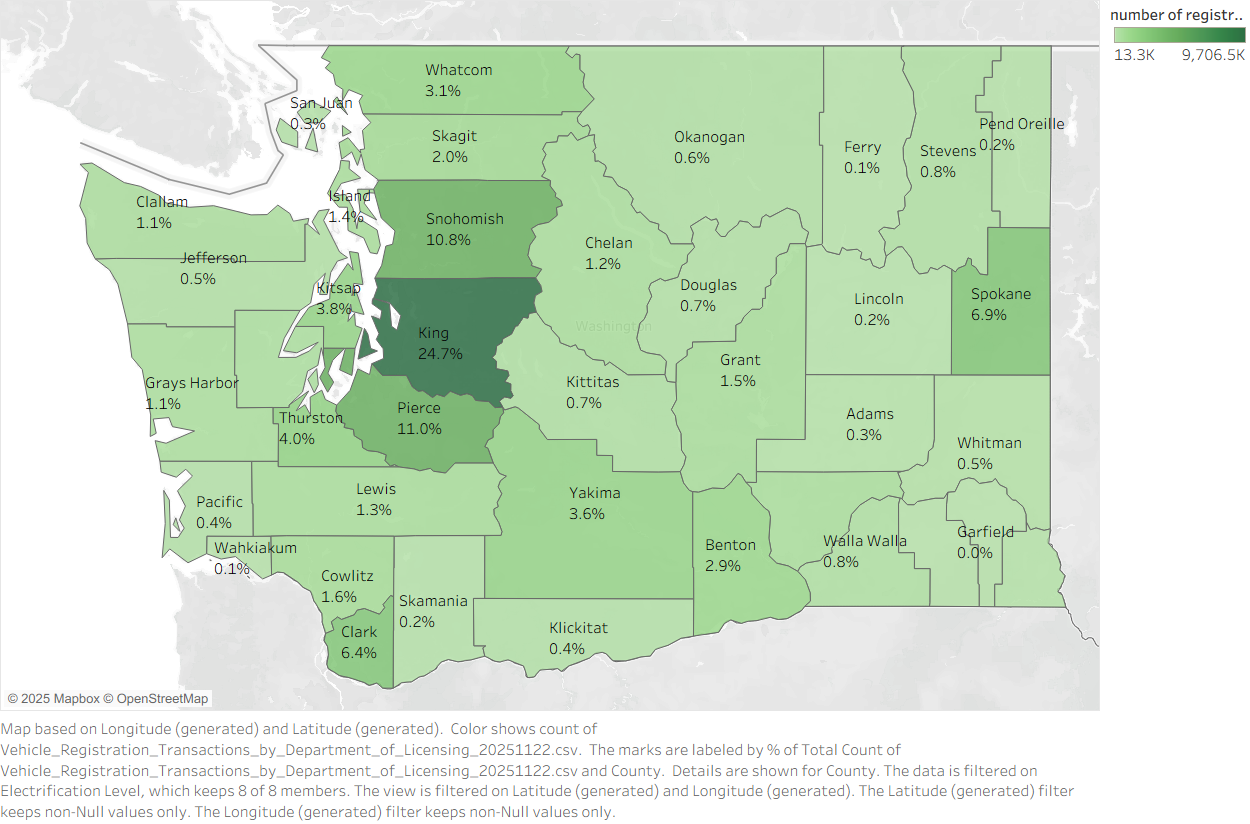 number of registr..
13.3K 9,706.5K
Whatcom
3.1%
San Juan
0.3%
Skagit
2.0%
Okanogan
0.6%
Ferry
0.1%
Stevens
0.8%
Pend Oreille
0.2%
Clallam
1.1%
Island
1.4%
Snohomish
10.8%
Jefferson
0.5%
Chelan
1.2%
Kitsap
3.8%
Douglas
0.7%
Lincoln
0.2%
Spokane
6.9%
Washington
King
24.7%
Grant
1.5%
Grays Harbor
1.1%
Kittitas
0.7%
Thurston
4.0%
Pierce
11.0%
Adams
0.3%
Whitman
0.5%
Pacific
0.4%
Lewis
1.3%
Yakima
3.6%
Wahkiakum
0.1%
Benton
2.9%
Walla Walla
0.8%
Garfield
0.0%
Cowlitz
1.6%
Skamania
0.2%
Clark
6.4%
Klickitat
0.4%
© 2025 Mapbox © OpenStreetMap
Map based on Longitude (generated) and Latitude (generated).  Color shows count of
Vehicle_Registration_Transactions_by_Department_of_Licensing_20251122.csv.  The marks are labeled by % of Total Count of
Vehicle_Registration_Transactions_by_Department_of_Licensing_20251122.csv and County.  Details are shown for County. The data is filtered on
Electrification Level, which keeps 8 of 8 members. The view is filtered on Latitude (generated) and Longitude (generated). The Latitude (generated) filter
keeps non-Null values only. The Longitude (generated) filter keeps non-Null values only.